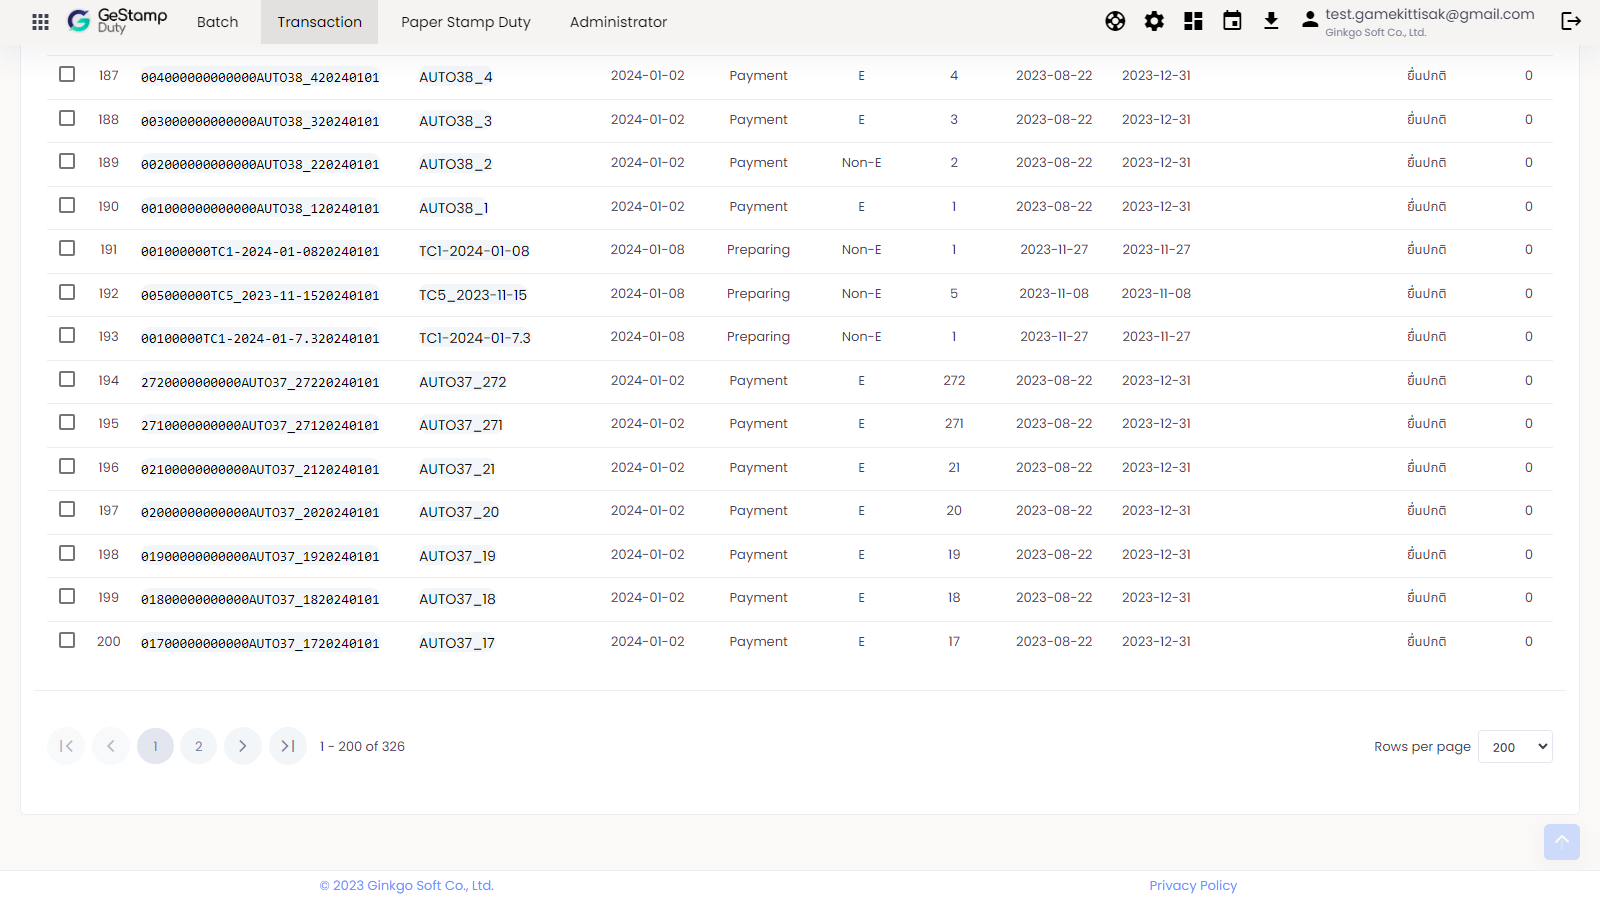 GeStamp Duty Batch Transaction Paper Stamp Duty Administrator test.gamekittisak@gmail.com
Ginkgo Soft Co., Ltd.
187 004000000000000AUTO38_420240101 AUTO38_4 2024-01-02 Payment E 4 2023-08-22 2023-12-31 ยื่นปกติ 0
188 003000000000000AUTO38_320240101 AUTO38_3 2024-01-02 Payment E 3 2023-08-22 2023-12-31 ยื่นปกติ 0
189 002000000000000AUTO38_220240101 AUTO38_2 2024-01-02 Payment Non-E 2 2023-08-22 2023-12-31 ยื่นปกติ 0
190 001000000000000AUTO38_120240101 AUTO38_1 2024-01-02 Payment E 1 2023-08-22 2023-12-31 ยื่นปกติ 0
191 001000000TC1-2024-01-0820240101 TC1-2024-01-08 2024-01-08 Preparing Non-E 1 2023-11-27 2023-11-27 ยื่นปกติ 0
192 005000000TC5_2023-11-1520240101 TC5_2023-11-15 2024-01-08 Preparing Non-E 5 2023-11-08 2023-11-08 ยื่นปกติ 0
193 00100000TC1-2024-01-7.320240101 TC1-2024-01-7.3 2024-01-08 Preparing Non-E 1 2023-11-27 2023-11-27 ยื่นปกติ 0
194 2720000000000AUTO37_27220240101 AUTO37_272 2024-01-02 Payment E 272 2023-08-22 2023-12-31 ยื่นปกติ 0
195 2710000000000AUTO37_27120240101 AUTO37_271 2024-01-02 Payment E 271 2023-08-22 2023-12-31 ยื่นปกติ 0
196 02100000000000AUTO37_2120240101 AUTO37_21 2024-01-02 Payment E 21 2023-08-22 2023-12-31 ยื่นปกติ 0
197 02000000000000AUTO37_2020240101 AUTO37_20 2024-01-02 Payment E 20 2023-08-22 2023-12-31 ยื่นปกติ 0
198 01900000000000AUTO37_1920240101 AUTO37_19 2024-01-02 Payment E 19 2023-08-22 2023-12-31 ยื่นปกติ 0
199 01800000000000AUTO37_1820240101 AUTO37_18 2024-01-02 Payment E 18 2023-08-22 2023-12-31 ยื่นปกติ 0
200 01700000000000AUTO37_1720240101 AUTO37_17 2024-01-02 Payment E 17 2023-08-22 2023-12-31 ยื่นปกติ 0
1 2 1 - 200 of 326 Rows per page 200
© 2023 Ginkgo Soft Co., Ltd. Privacy Policy